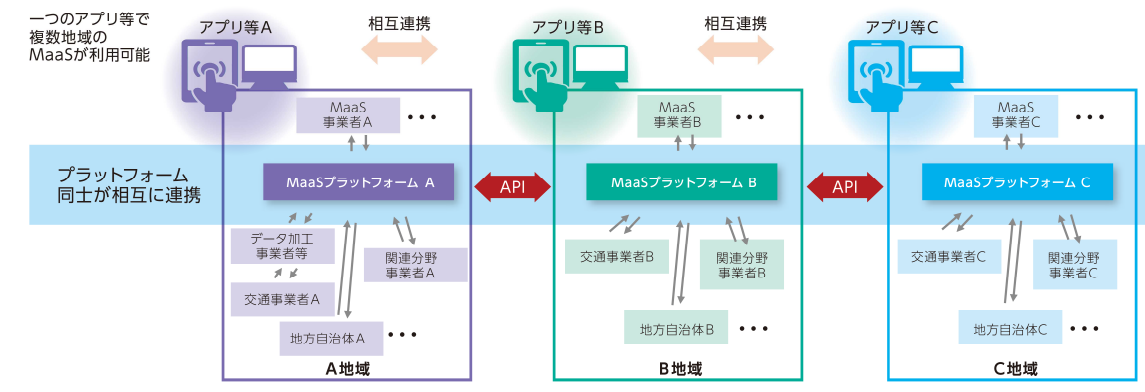 一つのアプリ等で
複数地域の
MaaSが利用可能
アプリ等A
相互連携
アプリ等B
相互連携
アプリ等C
MaaS
事業者A
•••
MaaS
事業者B
•••
MaaS
事業者C
•••
プラットフォーム
同士が相互に連携
MaaSプラットフォーム A
API
MaaSプラットフォーム B
API
MaaSプラットフォーム C
データ加工
事業者等
交通事業者A
関連分野
事業者A
地方自治体A
•••
A地域
交通事業者B
関連分野
事業者B
地方自治体B
•••
B地域
交通事業者C
関連分野
事業者C
地方自治体C
•••
C地域